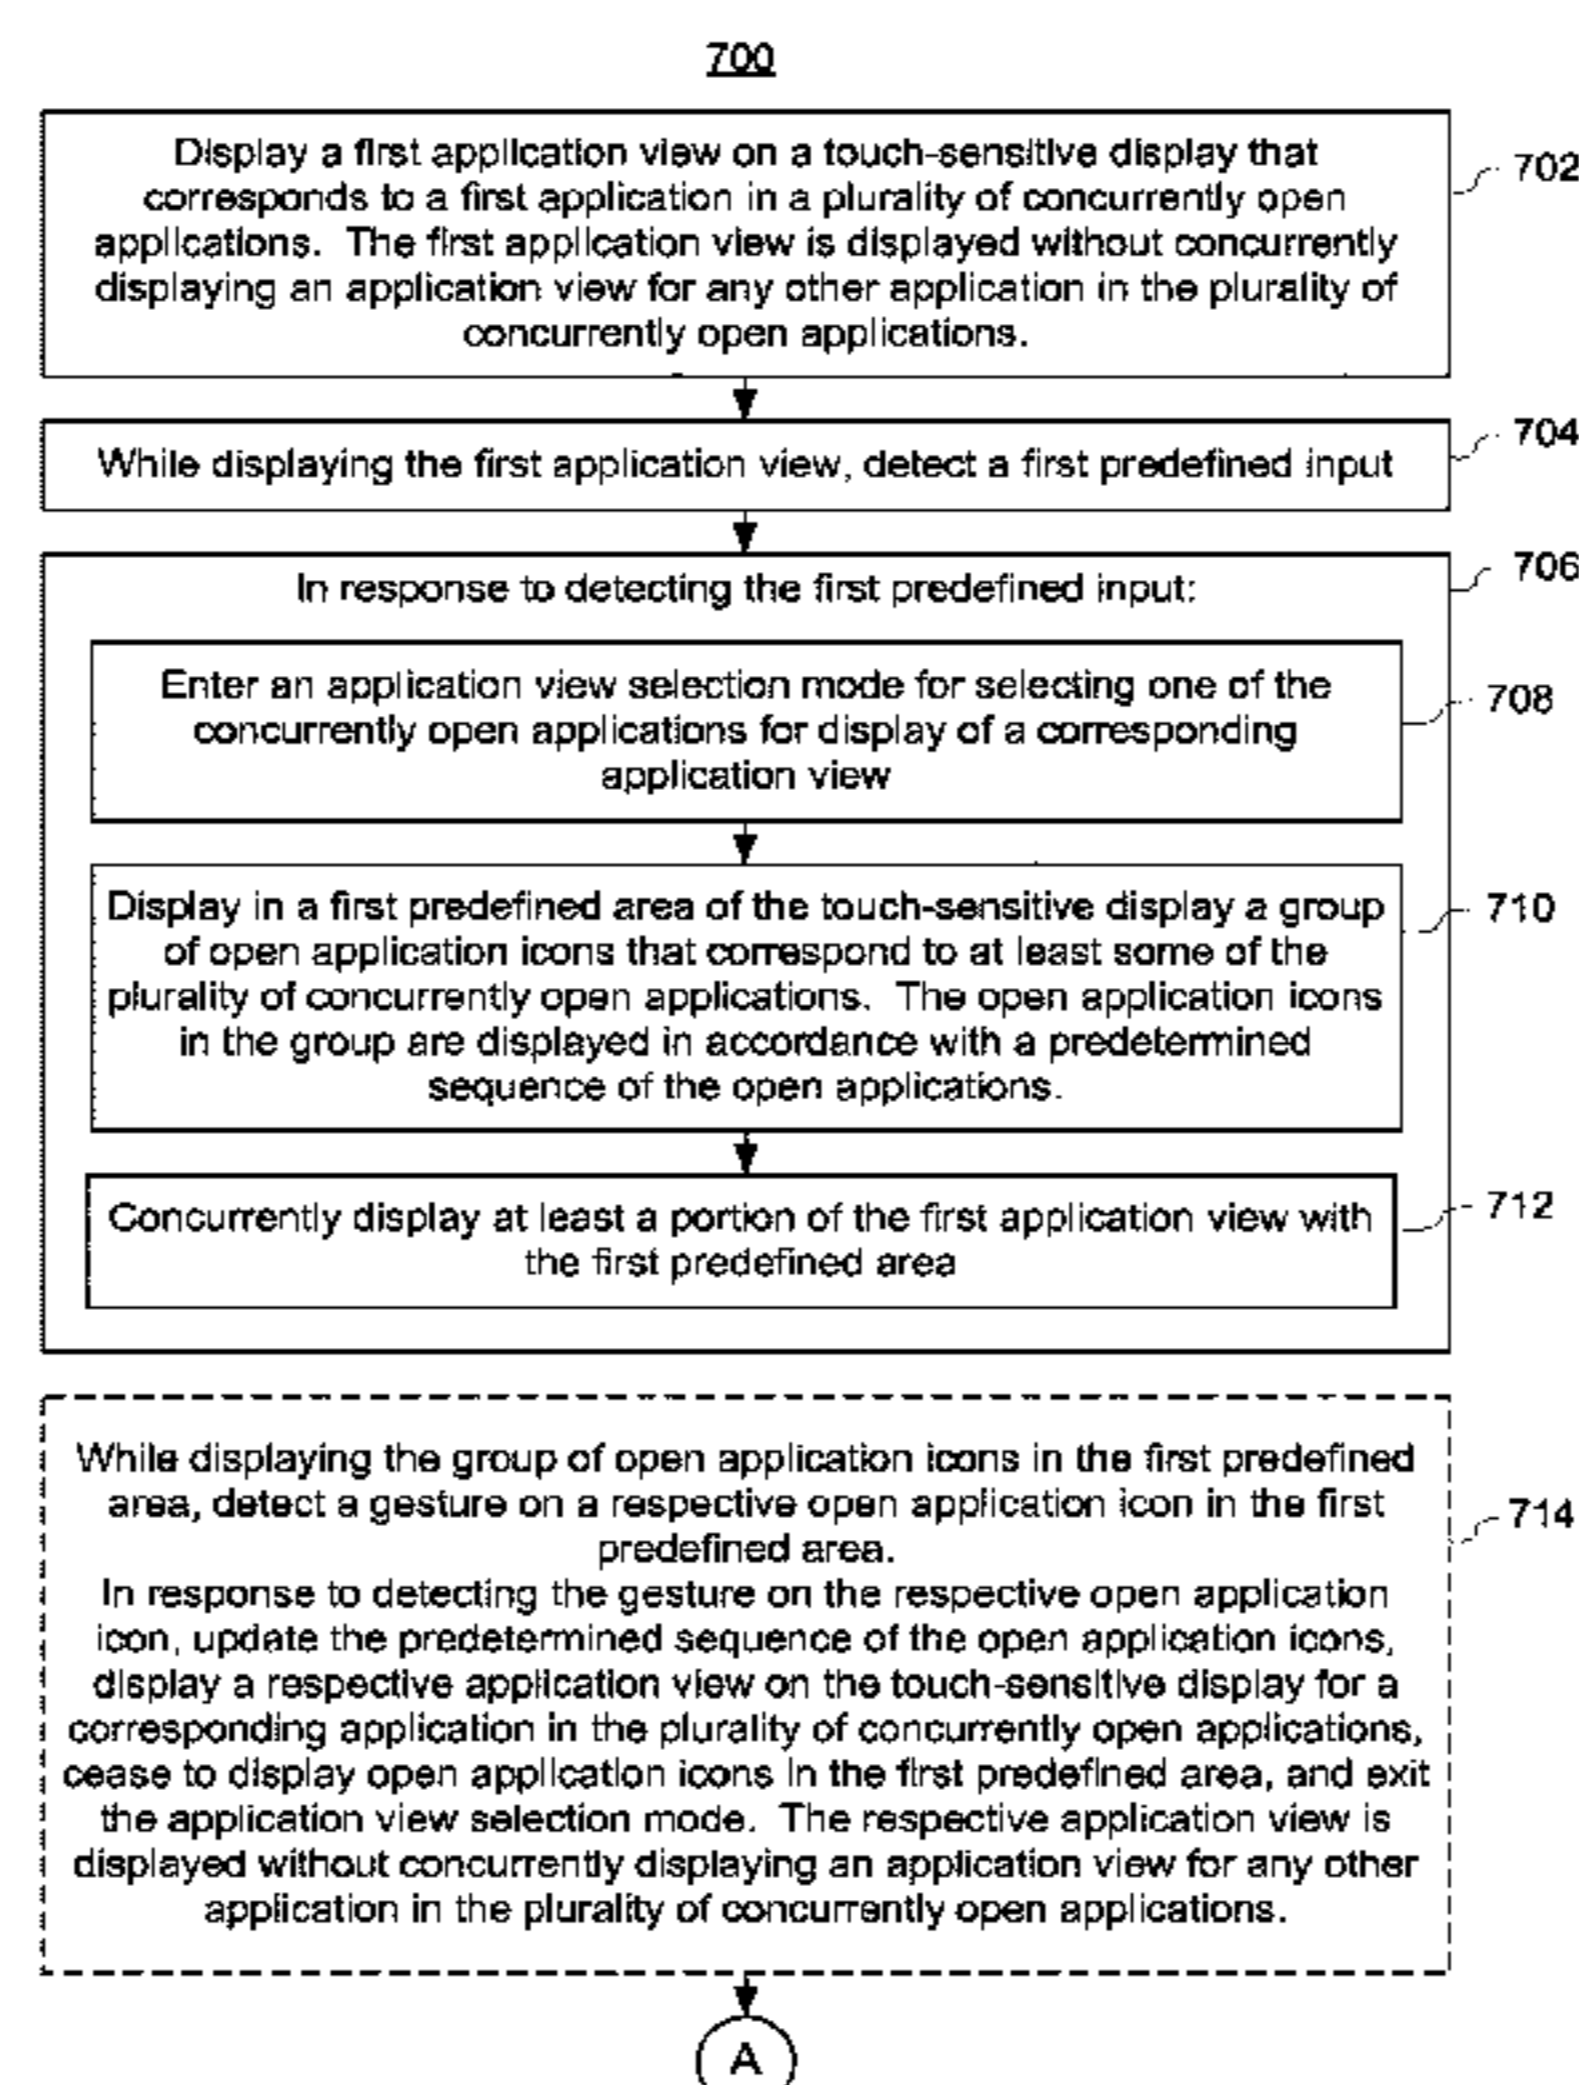 700
Display a first application view on a touch-sensitive display that
corresponds to a first application in a plurality of concurrently open
applications. The first application view is displayed without concurrently
displaying an application view for any other application in the plurality of
concurrently open applications.
702
While displaying the first application view, detect a first predefined input
704
In response to detecting the first predefined input:
706
Enter an application view selection mode for selecting one of the
concurrently open applications for display of a corresponding
application view
708
Display in a first predefined area of the touch-sensitive display a group
of open application icons that correspond to at least some of the
plurality of concurrently open applications. The open application icons
in the group are displayed in accordance with a predetermined
sequence of the open applications.
710
Concurrently display at least a portion of the first application view with
the first predefined area
712
While displaying the group of open application icons in the first predefined
area, detect a gesture on a respective open application icon in the first
predefined area.
In response to detecting the gesture on the respective open application
icon, update the predetermined sequence of the open application icons,
display a respective application view on the touch-sensitive display for a
corresponding application in the plurality of concurrently open applications,
cease to display open application icons in the first predefined area, and exit
the application view selection mode. The respective application view is
displayed without concurrently displaying an application view for any other
application in the plurality of concurrently open applications.
714
A